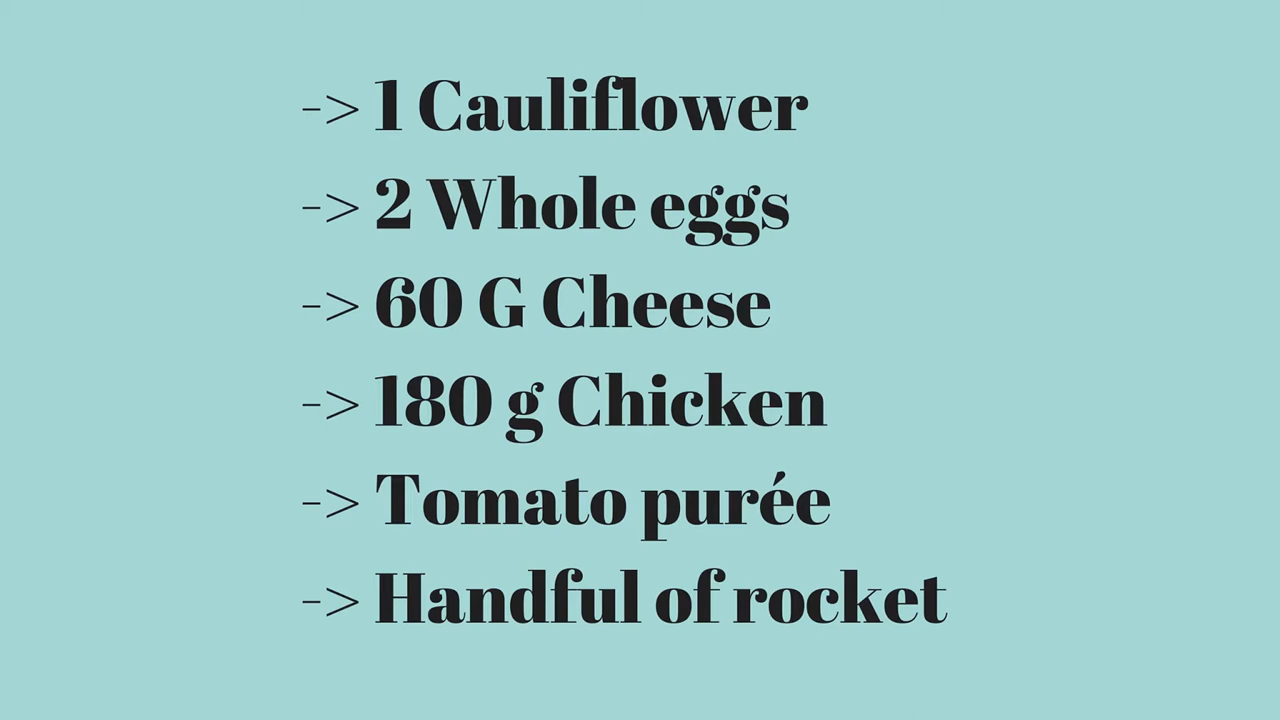 -> 1 Cauliflower
-> 2 Whole eggs
-> 60 G Cheese
-> 180 g Chicken
-> Tomato purée
-> Handful of rocket